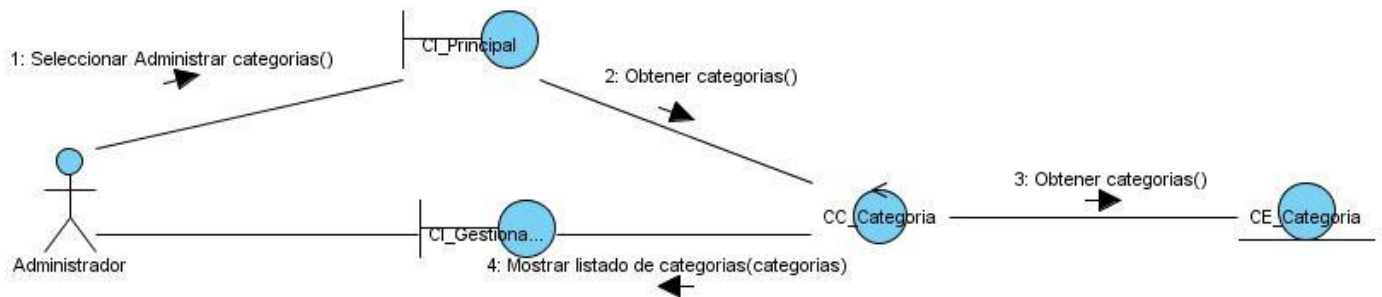 CI_Principal
1: Seleccionar Administrar categorias()
2: Obtener categorias()
3: Obtener categorias()
CC_Categoria
CE_Categoria
CI_Gestiona...
Administrador
4: Mostrar listado de categorias(categorias)